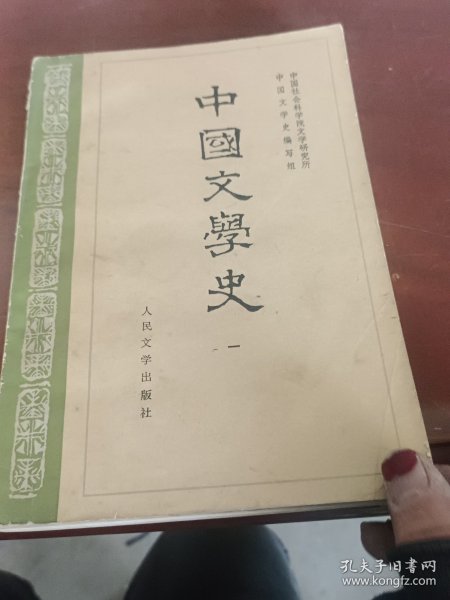 中国社会科学院文学研究所
中国文学史编写组
中國文學史
一
人民文学出版社
孔夫子旧书网
www.kongfz.com